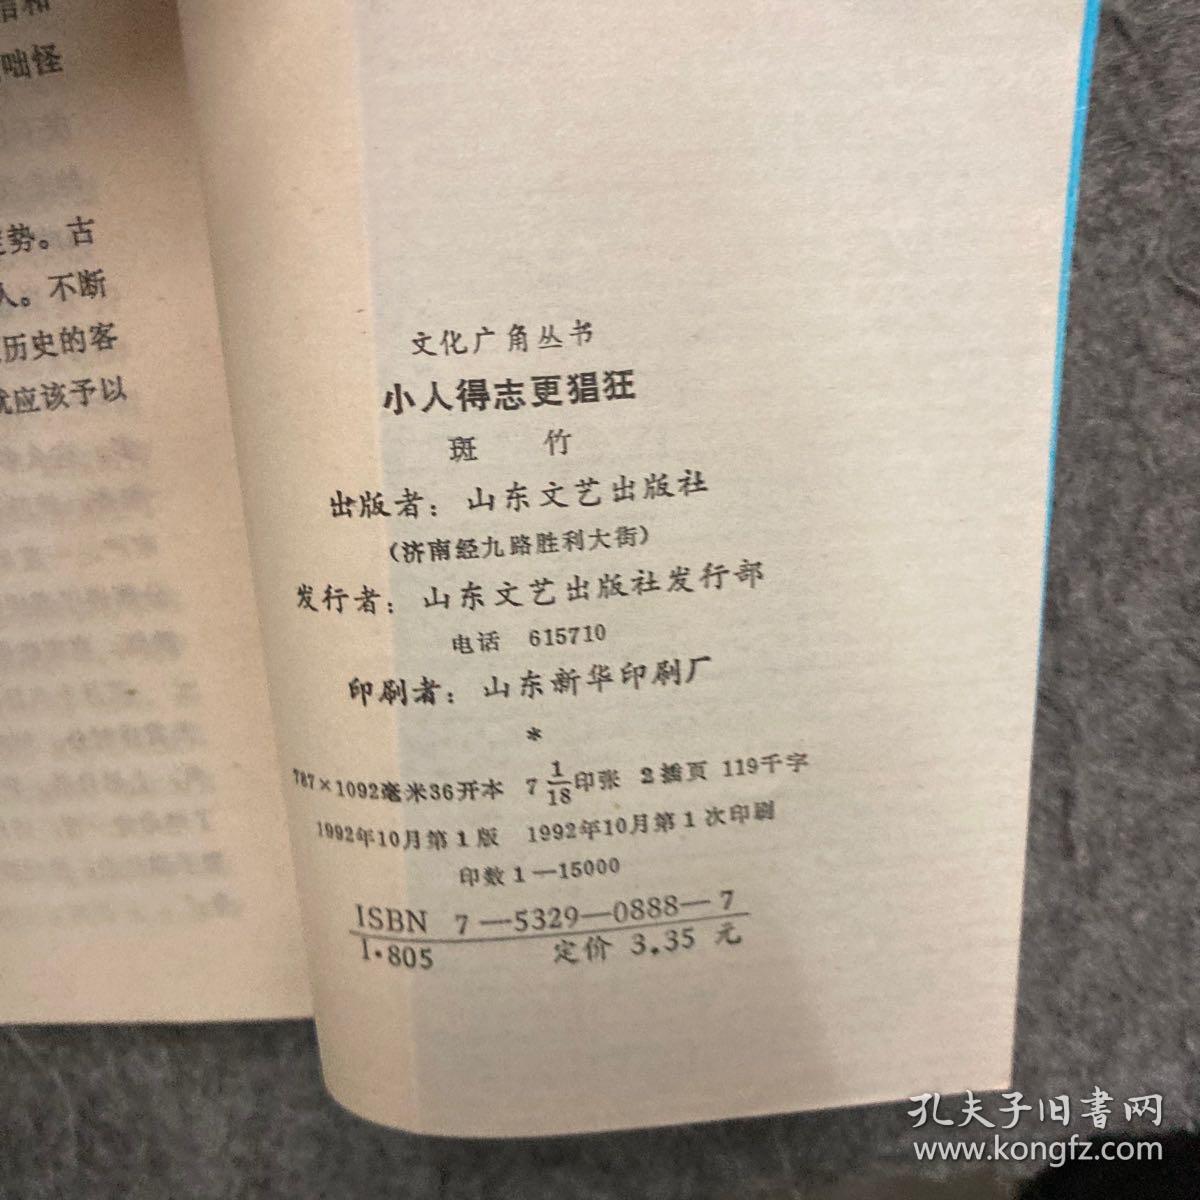 咄怪
势。古
人。不断
历史的客
就应该予以
文化广角丛书
小人得志更猖狂
斑 竹
出版者：山东文艺出版社
（济南经九路胜利大街）
发行者：山东文艺出版社发行部
电话 615710
印刷者：山东新华印刷厂
*
787×1092毫米36开本 7 1/18印张 2插页 119千字
1992年10月第1版 1992年10月第1次印刷
印数1—15000
ISBN 7—5329—0888—7
I·805 定价 3.35 元
孔夫子旧書网
www.kongfz.com